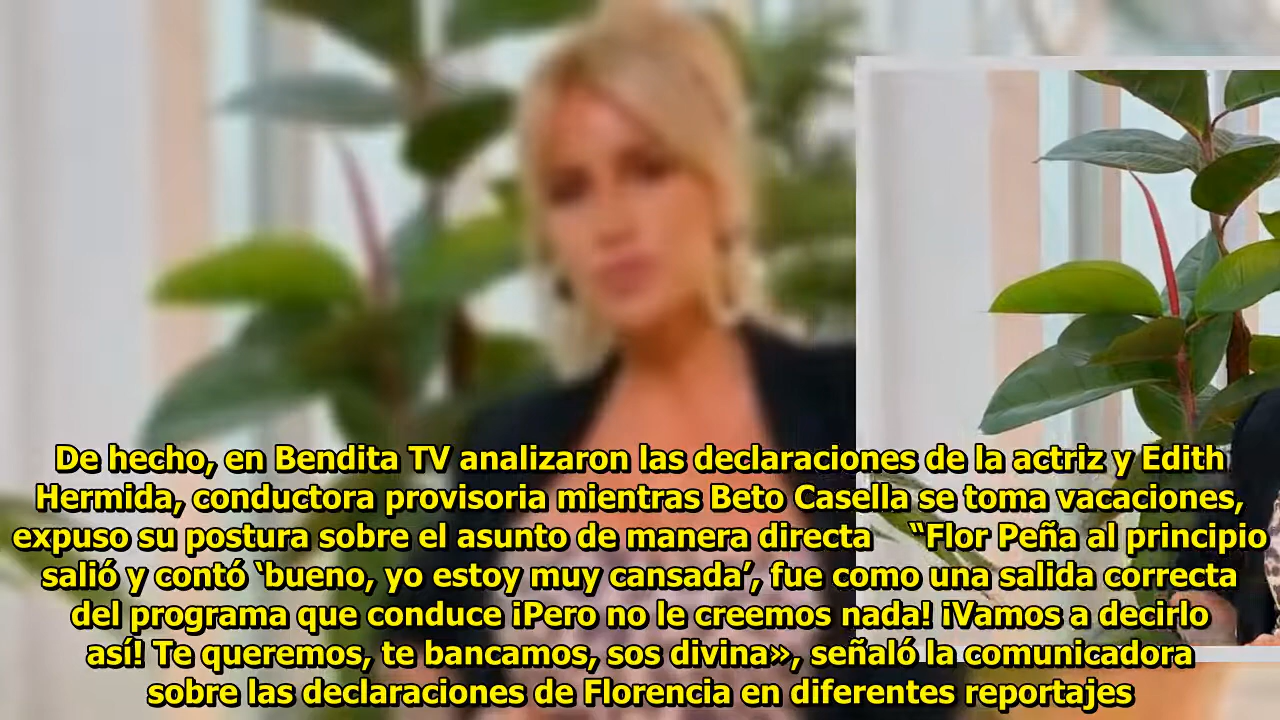 De hecho, en Bendita TV analizaron las declaraciones de la actriz y Edith
Hermida, conductora provisoria mientras Beto Casella se toma vacaciones,
expuso su postura sobre el asunto de manera directa “Flor Peña al principio
salió y contó ‘bueno, yo estoy muy cansada’, fue como una salida correcta
del programa que conduce ¡Pero no le creemos nada! ¡Vamos a decirlo
así! Te queremos, te bancamos, sos divina», señaló la comunicadora
sobre las declaraciones de Florencia en diferentes reportajes